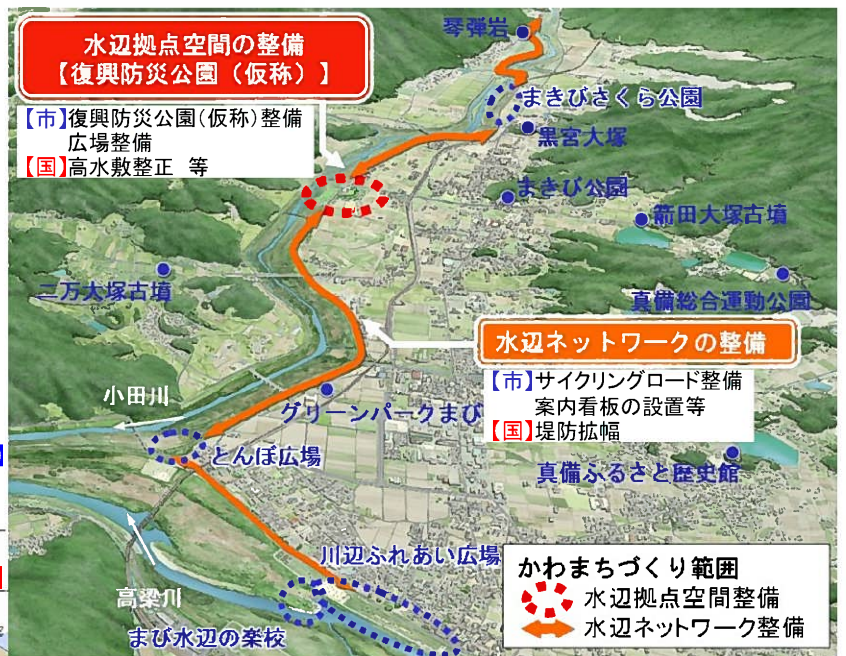 水辺拠点空間の整備
【復興防災公園（仮称）】
【市】復興防災公園（仮称）整備
広場整備
【国】高水敷整正 等
琴弾岩
まきびさくら公園
黒宮大塚
まきび公園
箭田大塚古墳
二万大塚古墳
真備総合運動公園
水辺ネットワークの整備
【市】サイクリングロード整備
案内看板の設置等
【国】堤防拡幅
小田川
グリーンパークまび
とんぼ広場
真備ふるさと歴史館
川辺ふれあい広場
高梁川
まび水辺の楽校
かわまちづくり範囲
水辺拠点空間整備
水辺ネットワーク整備